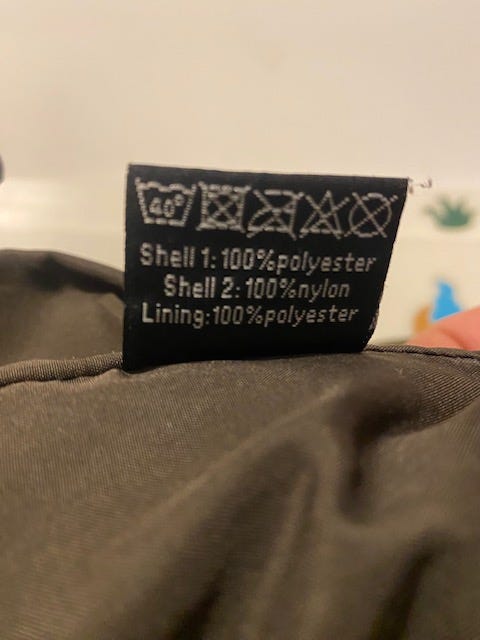 40°
Shell 1: 100%polyester
Shell 2: 100%nylon
Lining:100%polyester